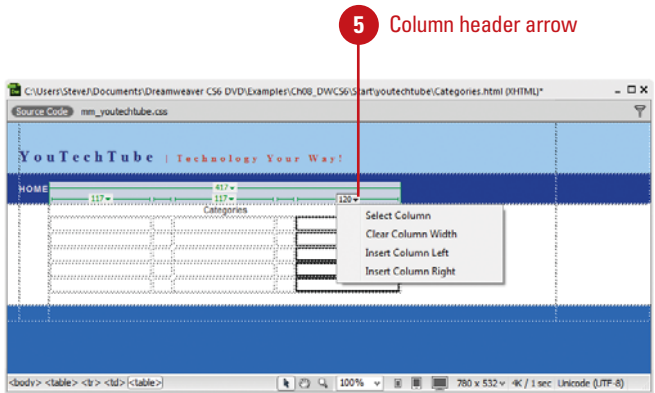 5 Column header arrow
C:\Users\SteveJ\Documents\Dreamweaver CS6 DVD\Examples\Ch08_DWCS6\Start\youtechtube\Categories.html (XHTML)*
Source Code mm_youtechtube.css
YouTechTube | Technology Your Way!
HOME
417
117 117 120
Categories
Select Column
Clear Column Width
Insert Column Left
Insert Column Right
<body> <table> <tr> <td> <table> 100% 780 x 532 4K / 1 sec Unicode (UTF-8)